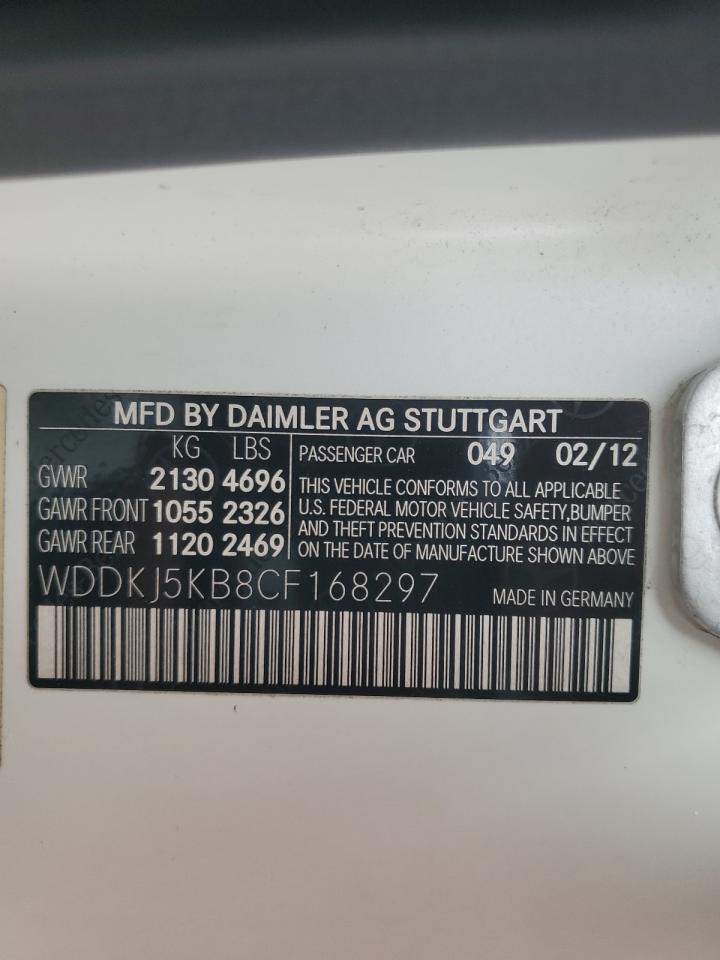 MFD BY DAIMLER AG STUTTGART
KG LBS
GVWR 2130 4696
GAWR FRONT 1055 2326
GAWR REAR 1120 2469
PASSENGER CAR 049 02/12
THIS VEHICLE CONFORMS TO ALL APPLICABLE
U.S. FEDERAL MOTOR VEHICLE SAFETY,BUMPER
AND THEFT PREVENTION STANDARDS IN EFFECT
ON THE DATE OF MANUFACTURE SHOWN ABOVE
WDDKJ5KB8CF168297 MADE IN GERMANY